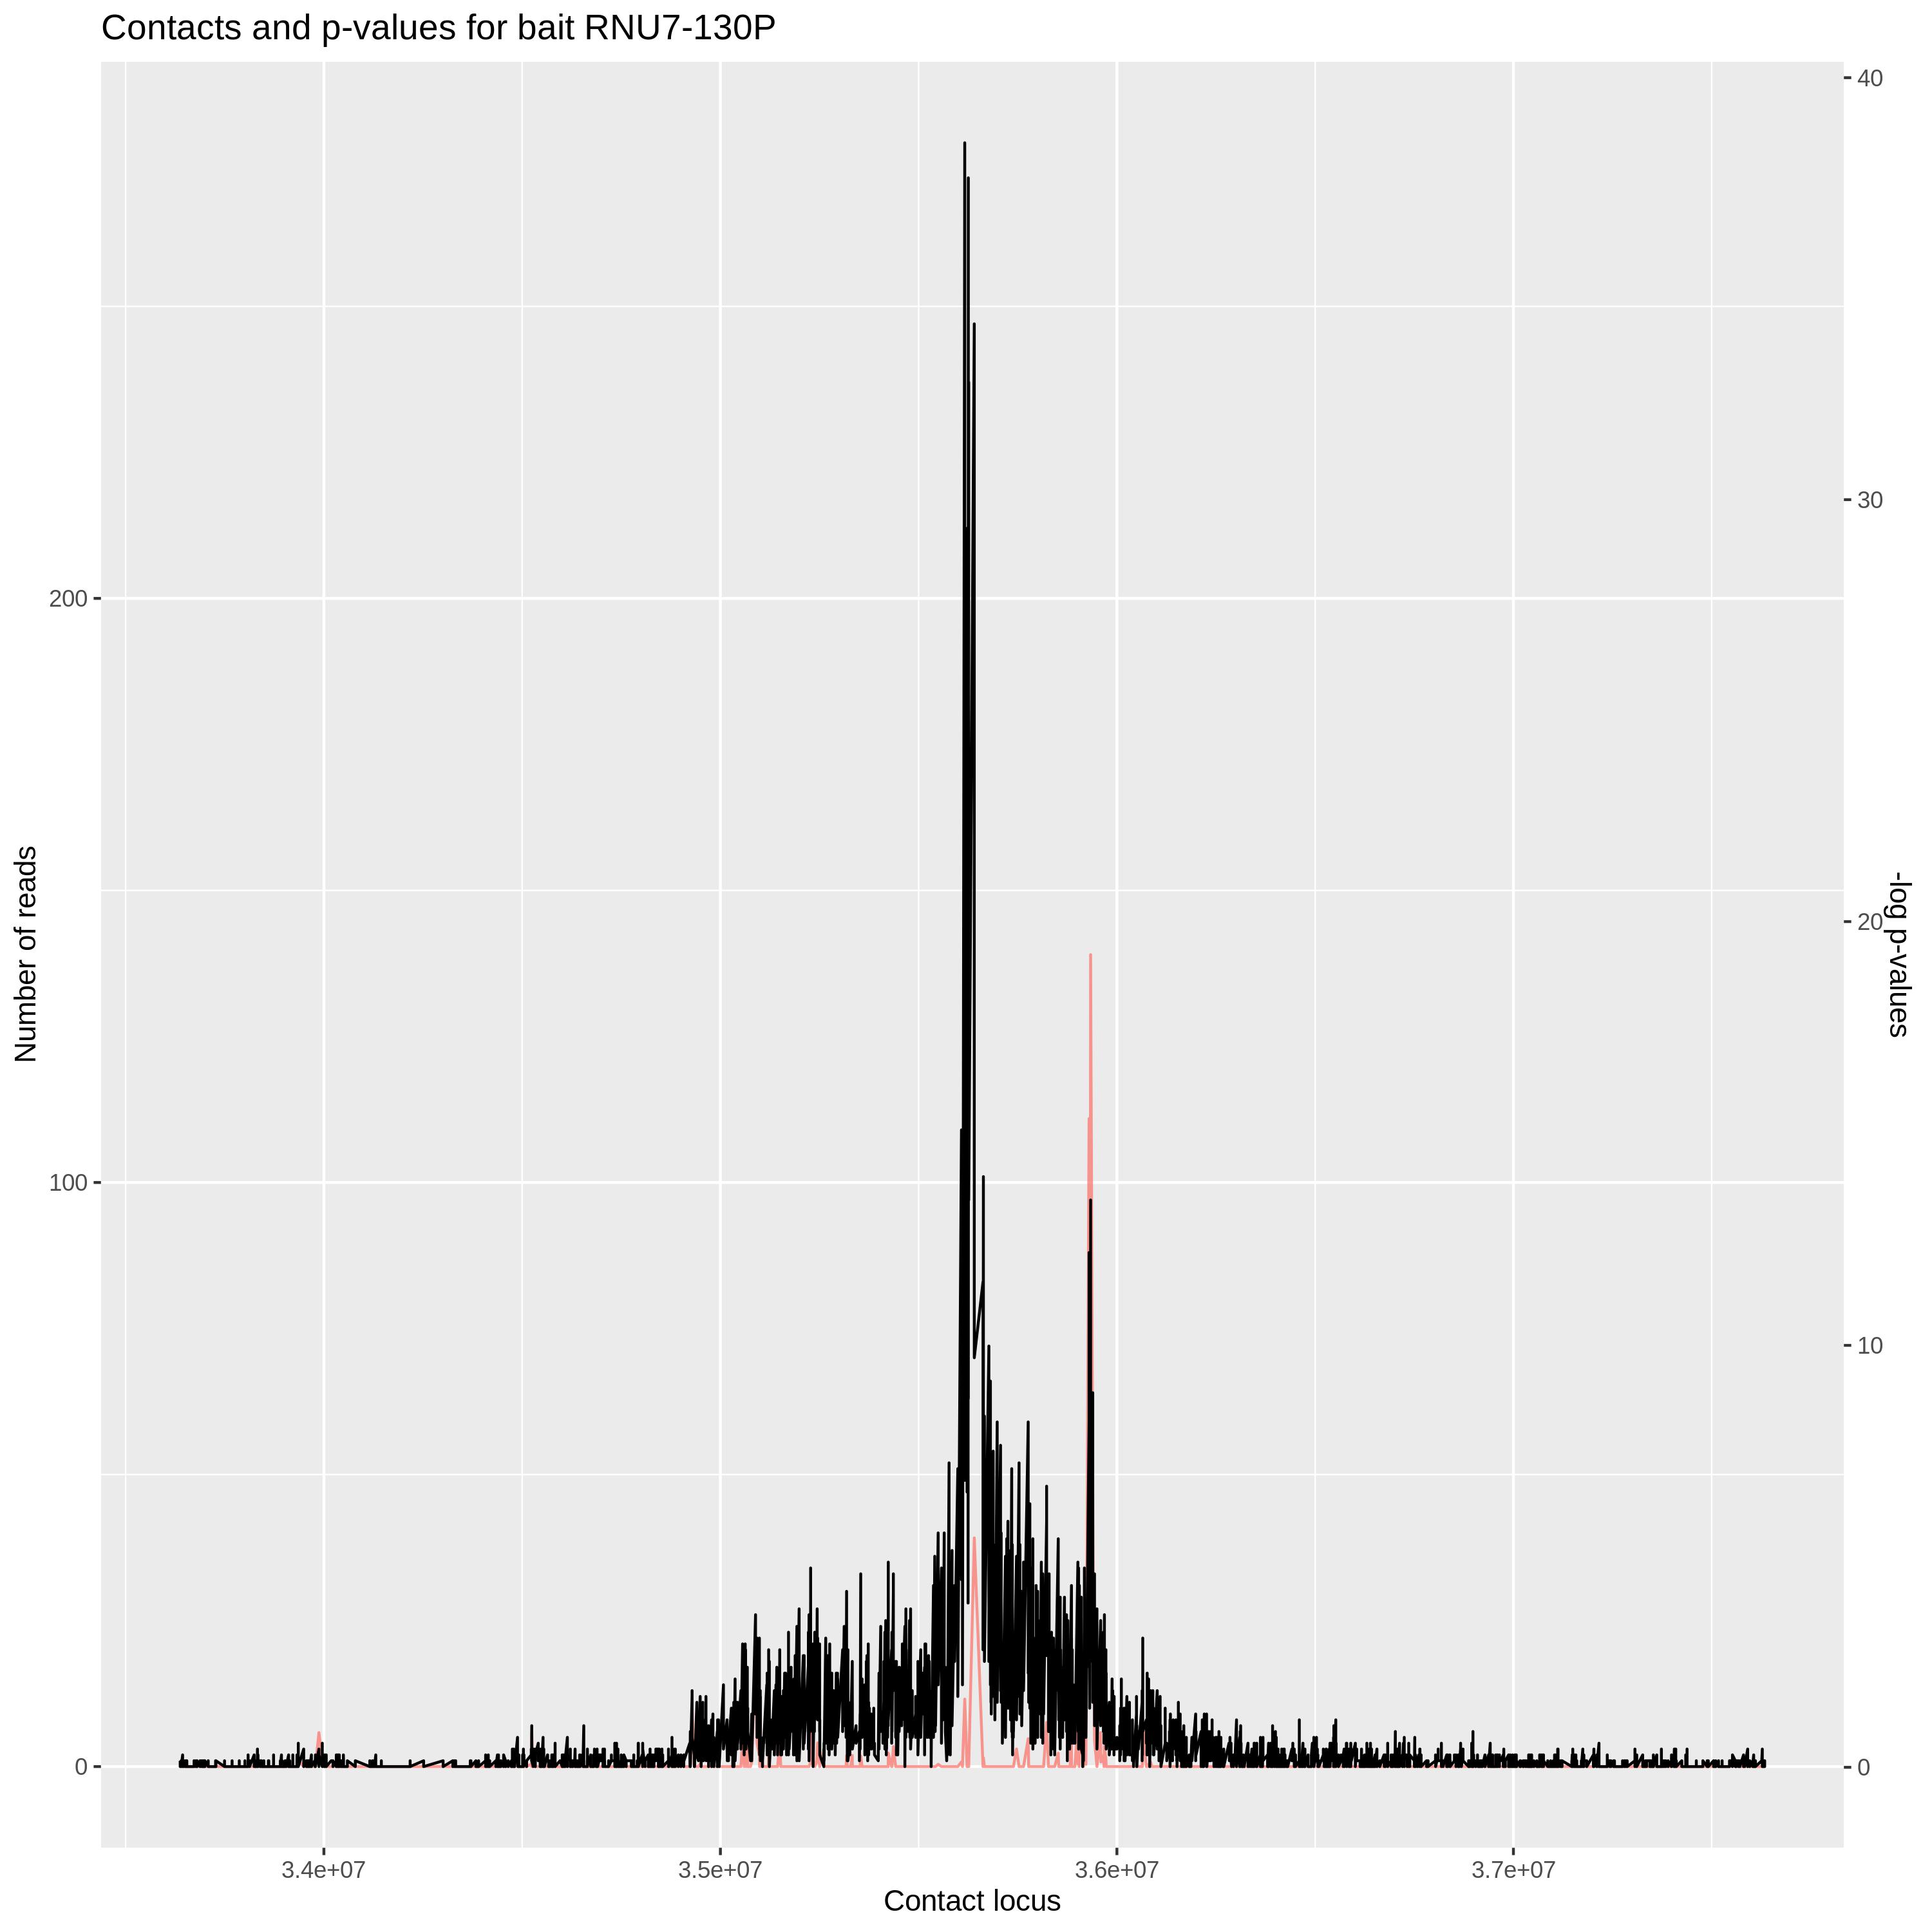 Contacts and p-values for bait RNU7-130P
Number of reads
200
100
0
40
30
20
10
0
-log p-values
3.4e+07
3.5e+07
3.6e+07
3.7e+07
Contact locus